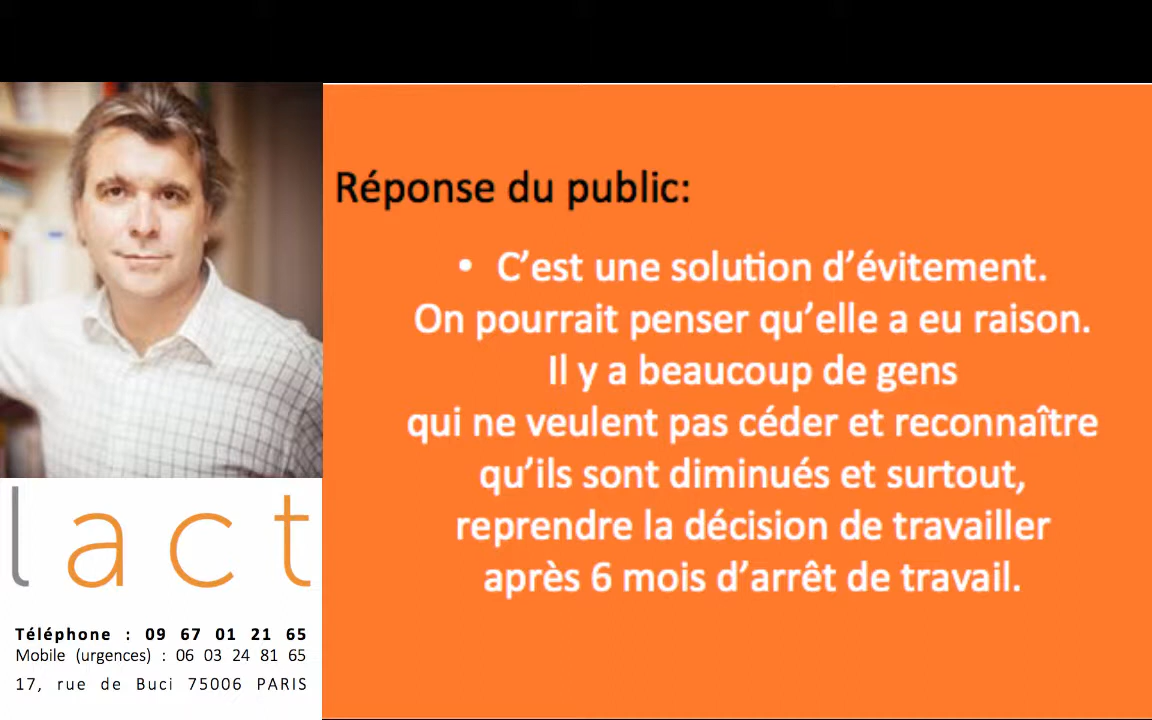 Réponse du public:
• C’est une solution d’évitement.
On pourrait penser qu’elle a eu raison.
Il y a beaucoup de gens
qui ne veulent pas céder et reconnaître
qu’ils sont diminués et surtout,
reprendre la décision de travailler
après 6 mois d’arrêt de travail.
lact
Téléphone : 09 67 01 21 65
Mobile (urgences) : 06 03 24 81 65
17, rue de Buci 75006 PARIS